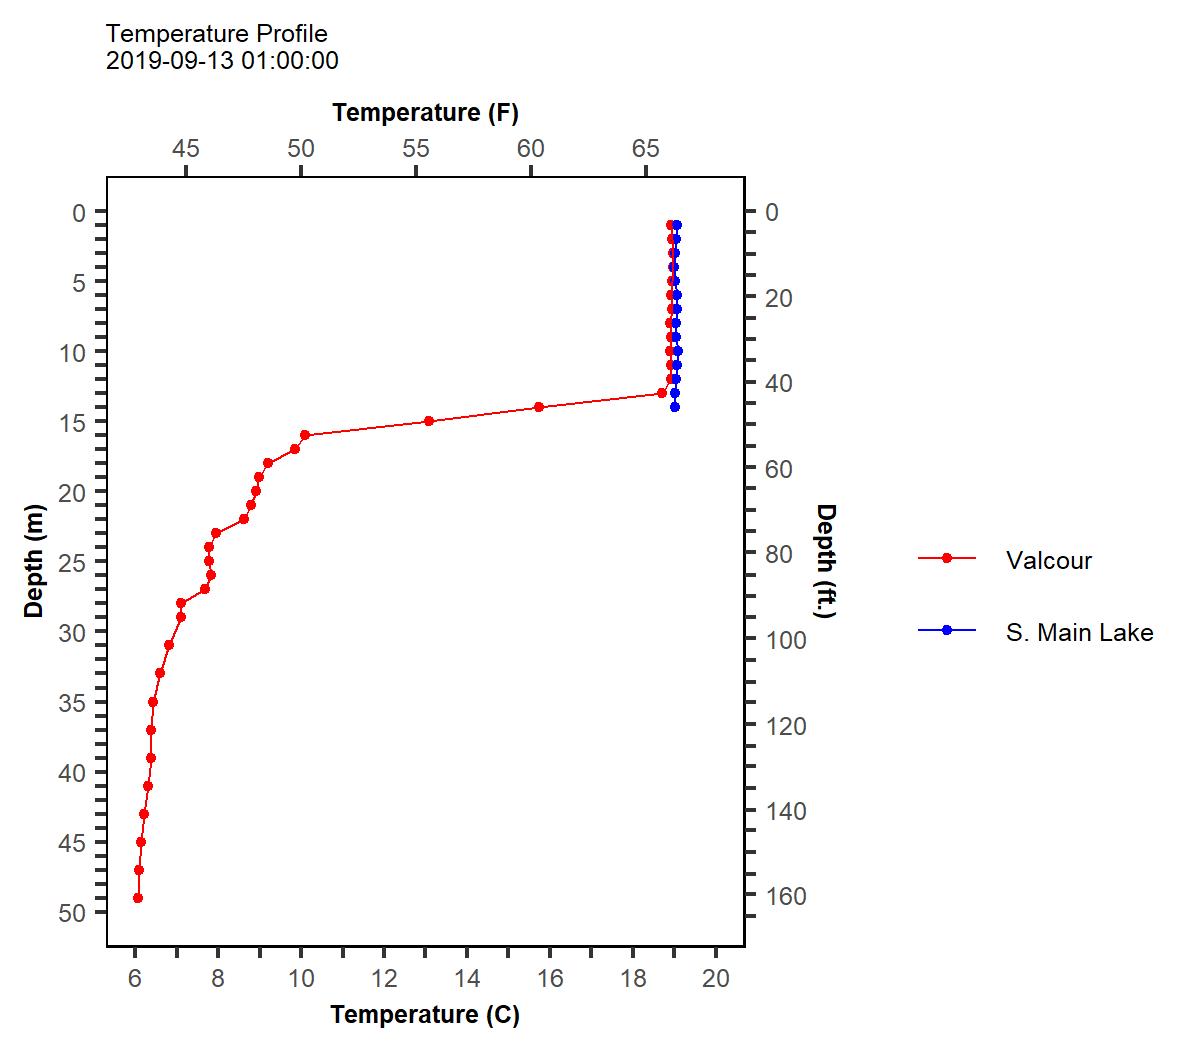 Temperature Profile
2019-09-13 01:00:00
Temperature (F)
45 50 55 60 65
0
5
10
15
20
25
30
35
40
45
50
Depth (m)
0
20
40
60
80
100
120
140
160
Depth (ft.)
Valcour
S. Main Lake
6 8 10 12 14 16 18 20
Temperature (C)